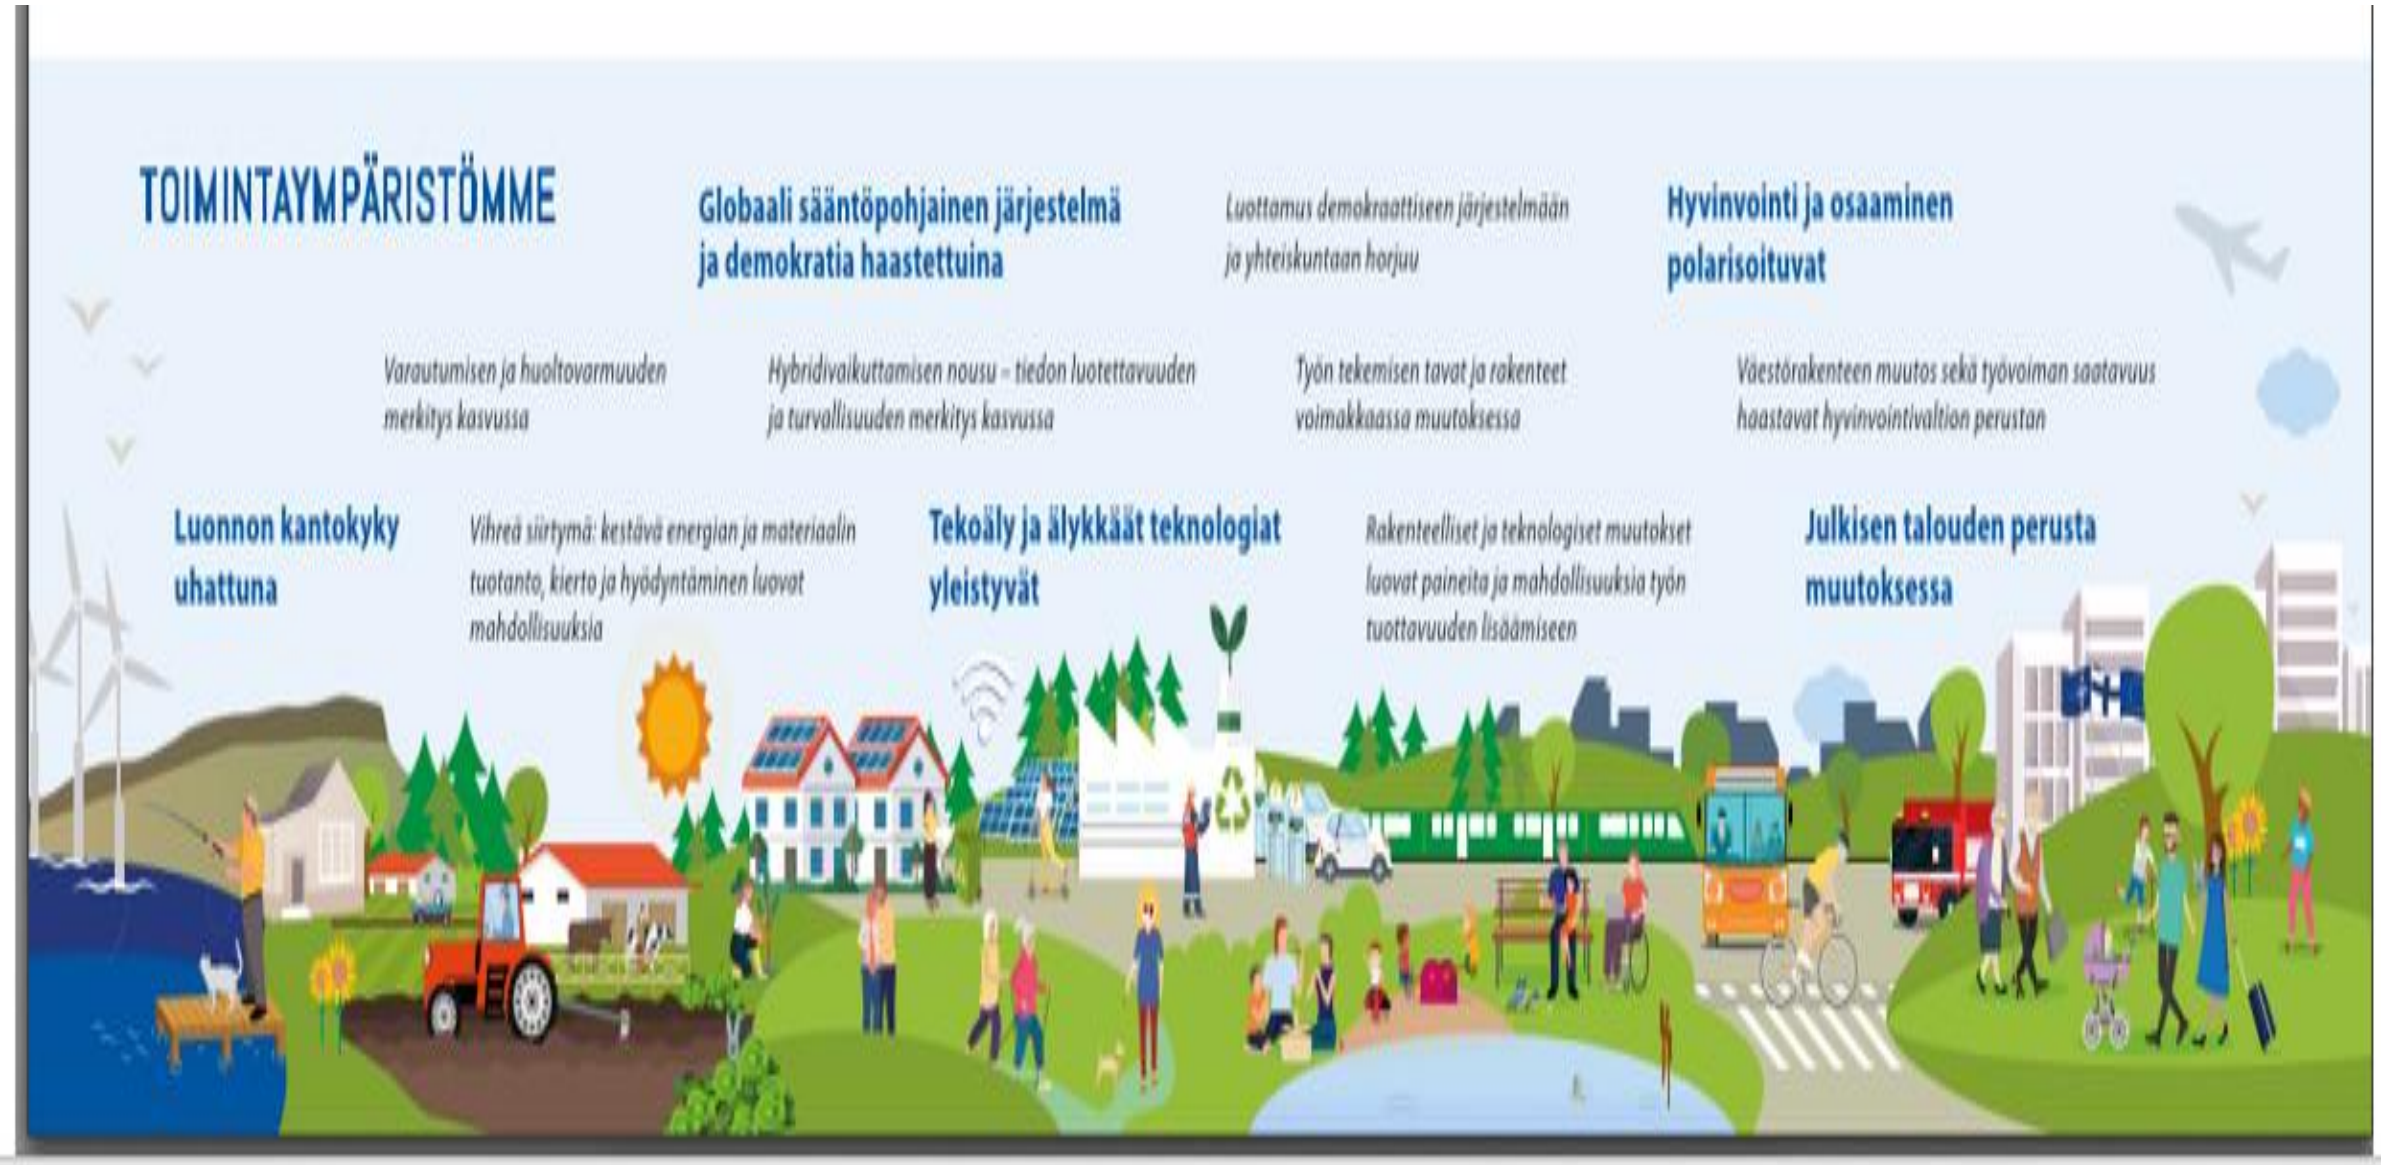 TOIMINTAYMPÄRISTÖMME
Globaali sääntöpohjainen järjestelmä
ja demokratia haastettuina
Luottamus demokraattiseen järjestelmään
ja yhteiskuntaan horjuu
Hyvinvointi ja osaaminen
polarisoituvat
Varautumisen ja huoltovarmuuden
merkitys kasvussa
Hybridivaikuttamisen nousu – tiedon luotettavuuden
ja turvallisuuden merkitys kasvussa
Työn tekemisen tavat ja rakenteet
voimakkaassa muutoksessa
Väestörakenteen muutos sekä työvoiman saatavuus
haastavat hyvinvointivaltion perustan
Luonnon kantokyky
uhattuna
Vihreä siirtymä: kestävä energian ja materiaalin
tuotanto, kierto ja hyödyntäminen luovat
mahdollisuuksia
Tekoäly ja älykkäät teknologiat
yleistyvät
Rakenteelliset ja teknologiset muutokset
luovat paineita ja mahdollisuuksia työn
tuottavuuden lisäämiseen
Julkisen talouden perusta
muutoksessa